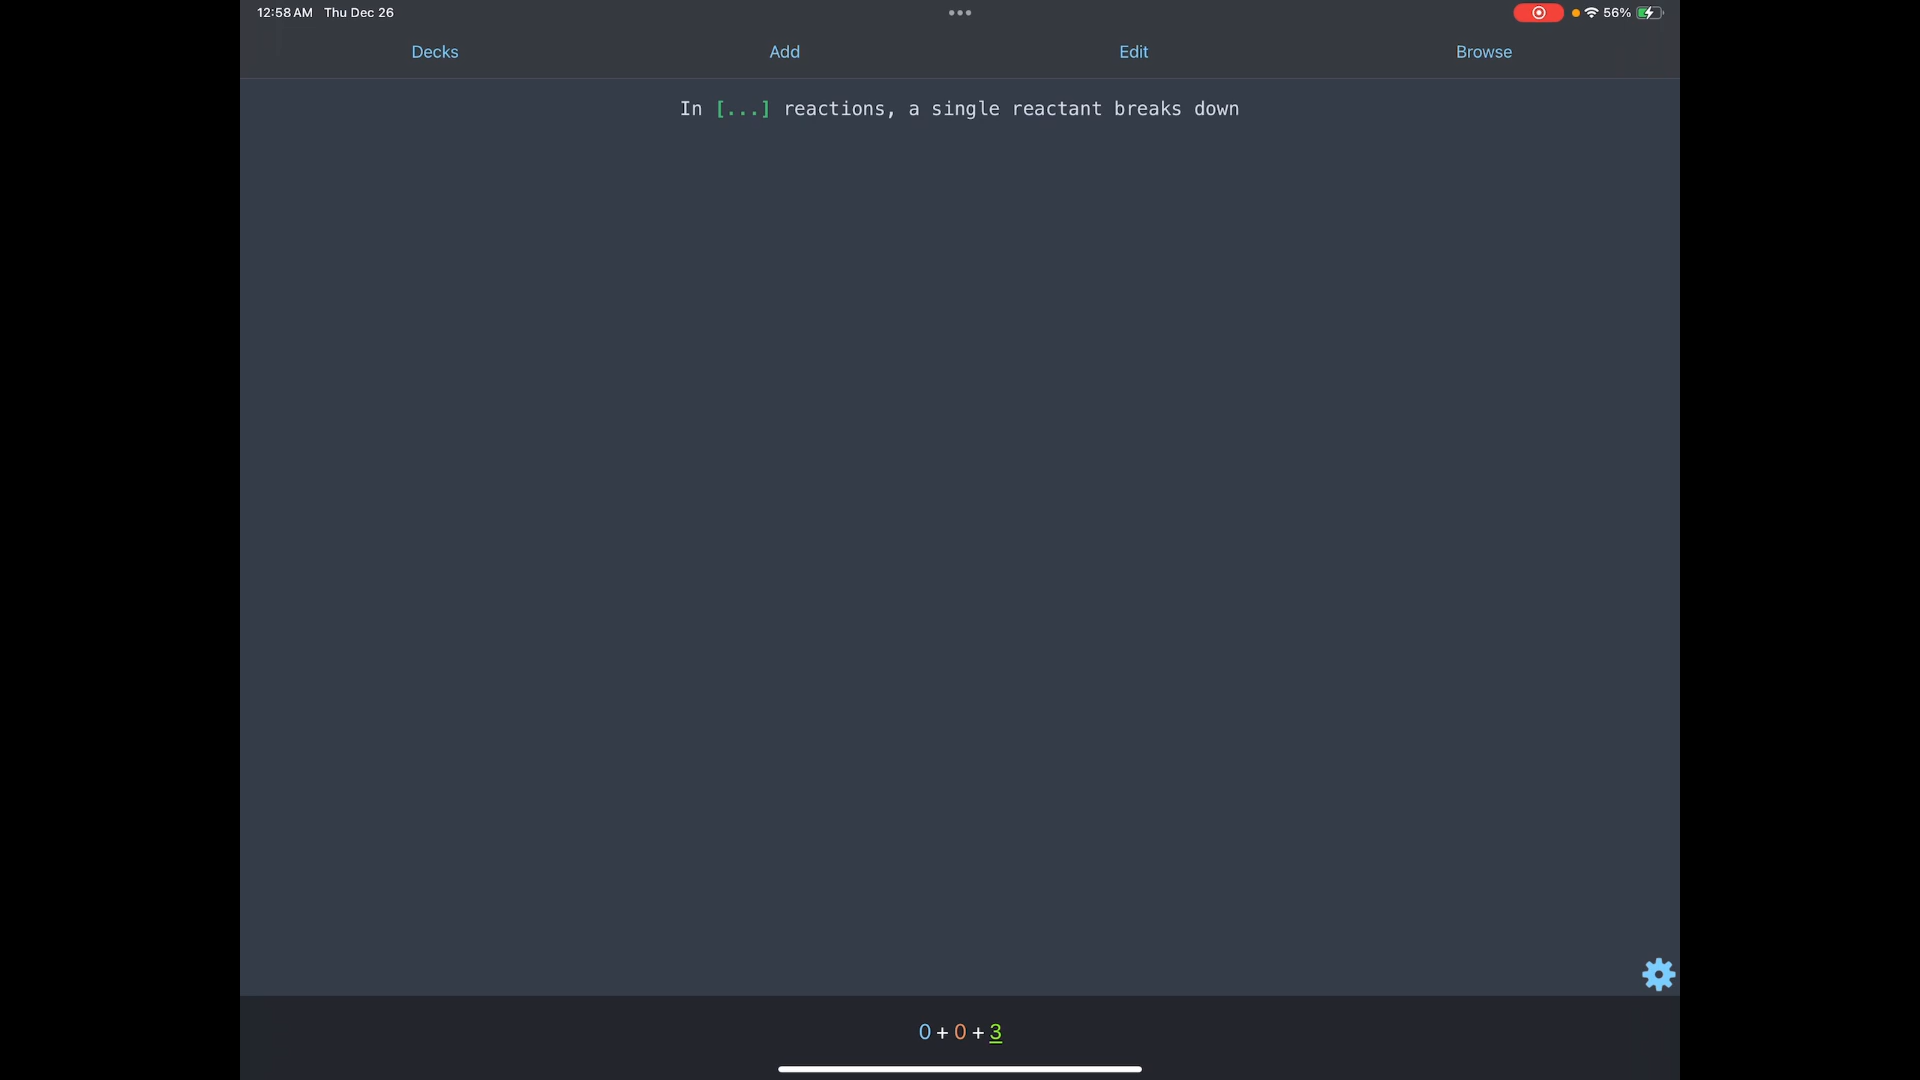 12:58 AM Thu Dec 26
56%
Decks Add Edit Browse
In [...] reactions, a single reactant breaks down
0 + 0 + 3